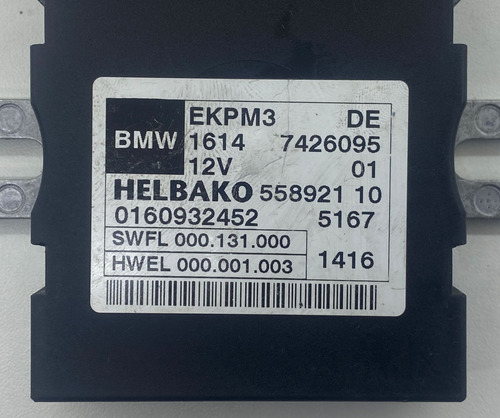 BMW EKPM3 DE
1614 7426095
12V 01
HELBAKO 558921 10
0160932452 5167
SWFL 000.131.000
HWEL 000.001.003 1416